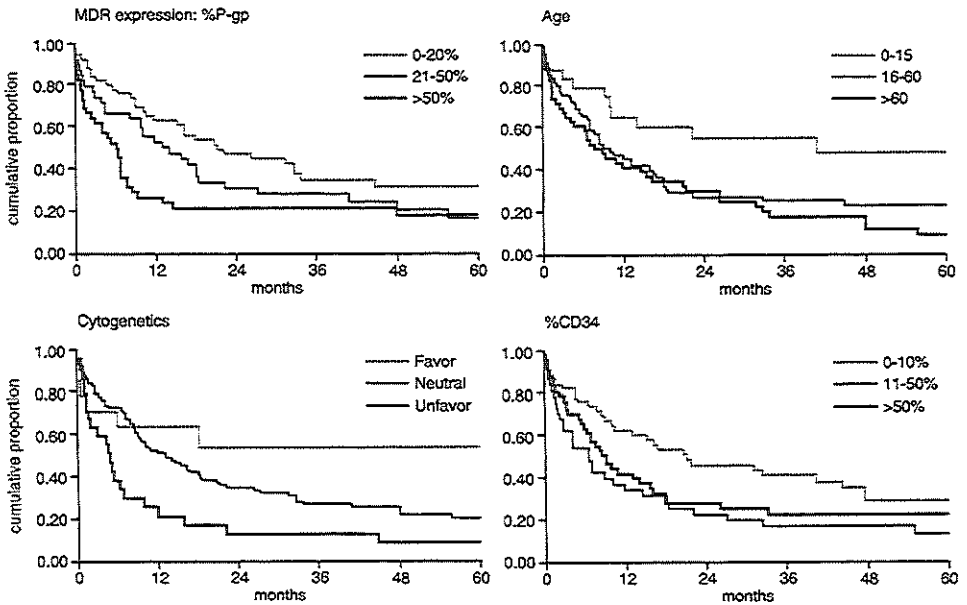 MDR expression: %P-gp
1.00
0.80
0.60
0.40
0.20
0.00
cumulative proportion
0-20%
21-50%
>50%
0 12 24 36 48 60
months
Age
1.00
0.80
0.60
0.40
0.20
0.00
0-15
16-60
>60
0 12 24 36 48 60
months
Cytogenetics
1.00
0.80
0.60
0.40
0.20
0.00
cumulative proportion
Favor
Neutral
Unfavor
0 12 24 36 48 60
months
%CD34
1.00
0.80
0.60
0.40
0.20
0.00
0-10%
11-50%
>50%
0 12 24 36 48 60
months